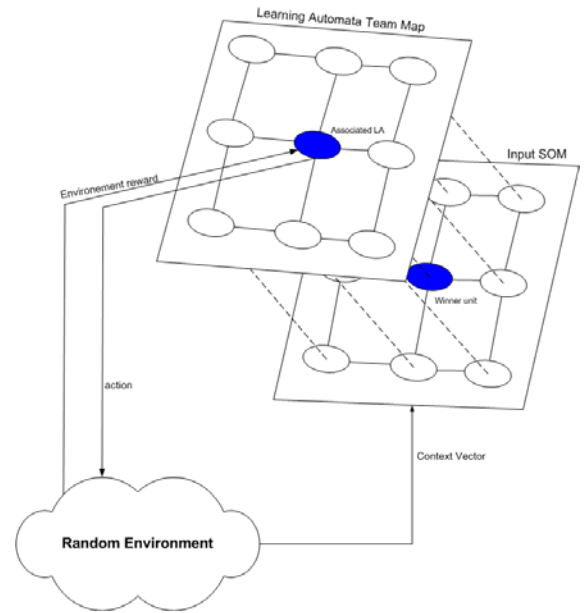 Learning Automata Team Map
Associated LA
Input SOM
Environement reward
Winner unit
action
Context Vector
Random Environment